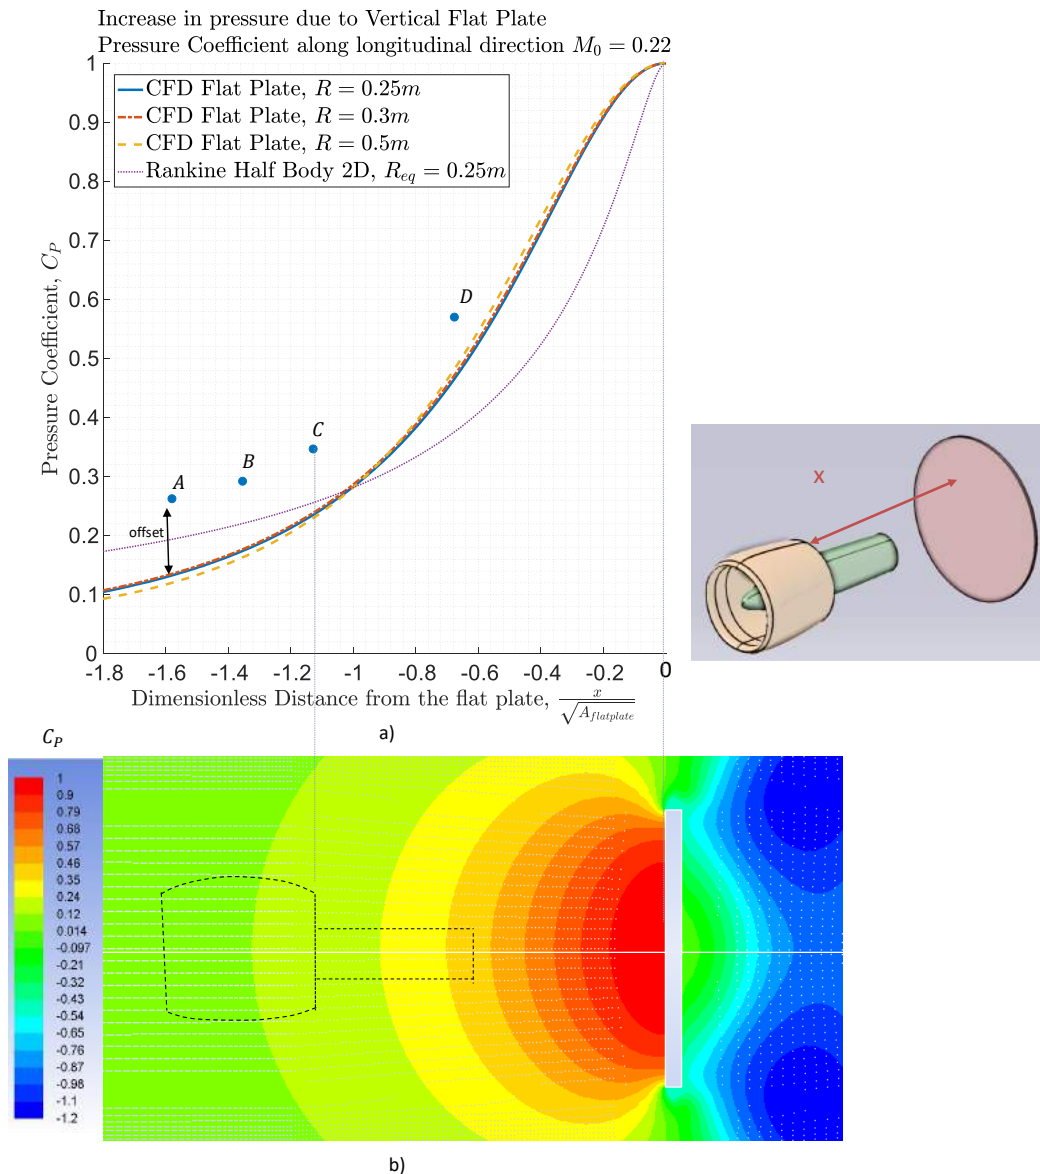 Increase in pressure due to Vertical Flat Plate
Pressure Coefficient along longitudinal direction M₀ = 0.22
1
CFD Flat Plate, R = 0.25m
CFD Flat Plate, R = 0.3m
CFD Flat Plate, R = 0.5m
Rankine Half Body 2D, R_eq = 0.25m
0.9
0.8
0.7
0.6
0.5
0.4
0.3
0.2
0.1
0
Pressure Coefficient, C_P
D
C
B
A
offset
-1.8 -1.6 -1.4 -1.2 -1 -0.8 -0.6 -0.4 -0.2 0
Dimensionless Distance from the flat plate, x/√A_flatplate
a)
X
C_P
1
0.9
0.79
0.68
0.57
0.46
0.35
0.24
0.12
0.014
-0.097
-0.21
-0.32
-0.43
-0.54
-0.65
-0.76
-0.87
-0.98
-1.1
-1.2
b)